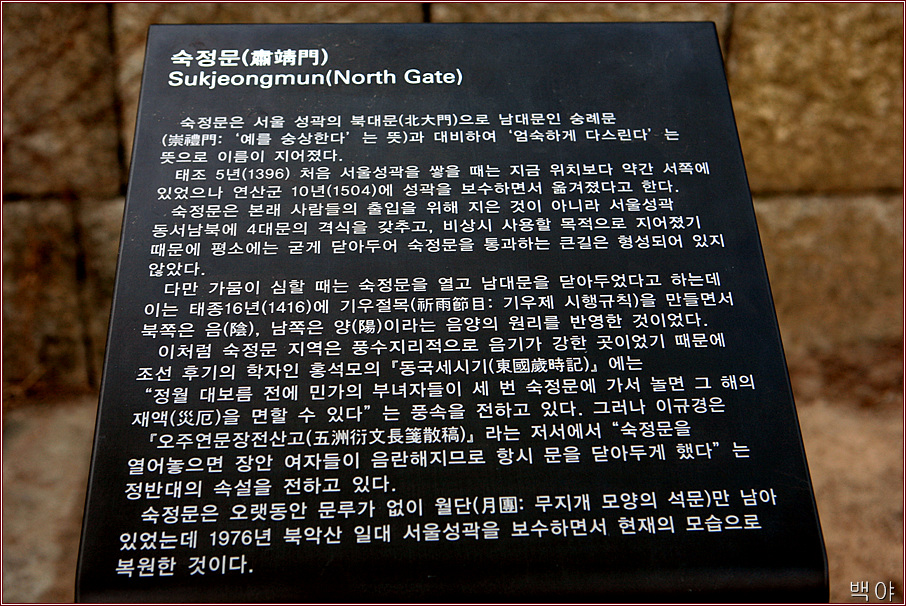 숙정문(肅靖門)
Sukjeongmun(North Gate)
숙정문은 서울 성곽의 북대문(北大門)으로 남대문인 숭례문
(崇禮門: ‘예를 숭상한다’는 뜻)과 대비하여 ‘엄숙하게 다스린다’는
뜻으로 이름이 지어졌다.
태조 5년(1396) 처음 서울성곽을 쌓을 때는 지금 위치보다 약간 서쪽에
있었으나 연산군 10년(1504)에 성곽을 보수하면서 옮겨졌다고 한다.
숙정문은 본래 사람들의 출입을 위해 지은 것이 아니라 서울성곽
동서남북에 4대문의 격식을 갖추고, 비상시 사용할 목적으로 지어졌기
때문에 평소에는 굳게 닫아두어 숙정문을 통과하는 큰길은 형성되어 있지
않았다.
다만 가뭄이 심할 때는 숙정문을 열고 남대문을 닫아두었다고 하는데
이는 태종16년(1416)에 기우절목(祈雨節目: 기우제 시행규칙)을 만들면서
북쪽은 음(陰), 남쪽은 양(陽)이라는 음양의 원리를 반영한 것이었다.
이처럼 숙정문 지역은 풍수지리적으로 음기가 강한 곳이었기 때문에
조선 후기의 학자인 홍석모의『동국세시기(東國歲時記)』에는
“정월 대보름 전에 민가의 부녀자들이 세 번 숙정문에 가서 놀면 그 해의
재액(災厄)을 면할 수 있다”는 풍속을 전하고 있다. 그러나 이규경은
『오주연문장전산고(五洲衍文長箋散稿)』라는 저서에서 “숙정문을
열어놓으면 장안 여자들이 음란해지므로 항시 문을 닫아두게 했다”는
정반대의 속설을 전하고 있다.
숙정문은 오랫동안 문루가 없이 월단(月團: 무지개 모양의 석문)만 남아
있었는데 1976년 북악산 일대 서울성곽을 보수하면서 현재의 모습으로
복원한 것이다.
백야